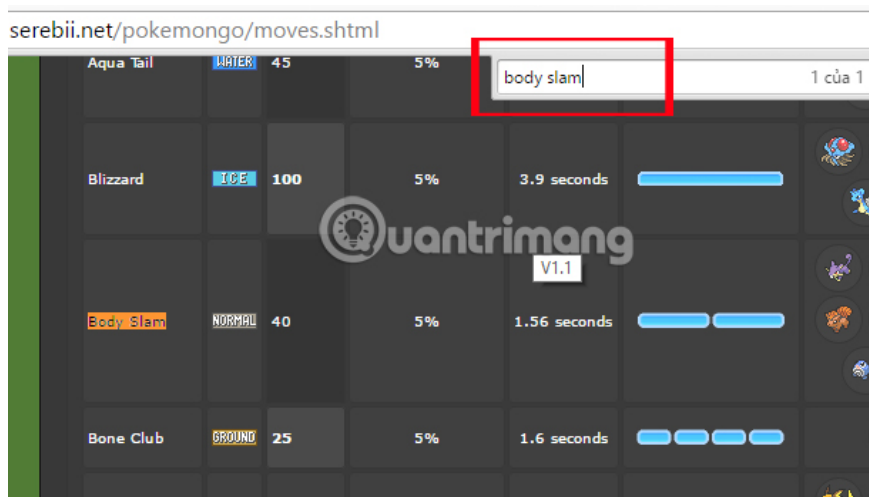 serebii.net/pokemongo/moves.shtml
Aqua Tail WATER 45 5%
body slam 1 của 1
Blizzard ICE 100 5% 3.9 seconds
Quantrimang
V1.1
Body Slam NORMAL 40 5% 1.56 seconds
Bone Club GROUND 25 5% 1.6 seconds